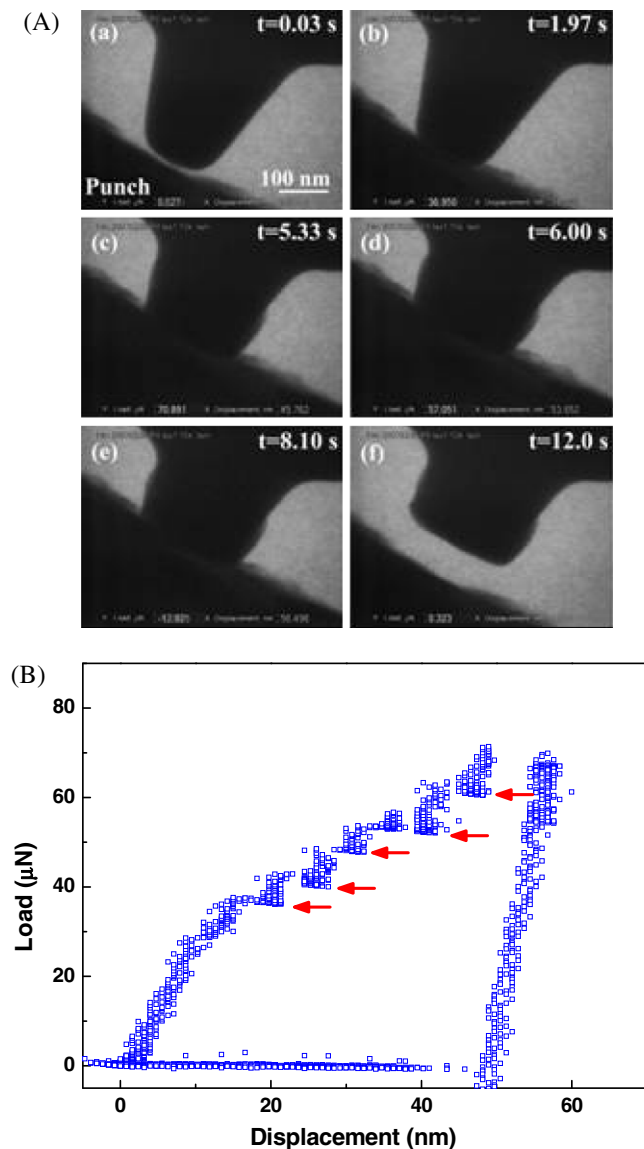 (A)
(a) t=0.03 s
Punch
100 nm
(b) t=1.97 s
(c) t=5.33 s
(d) t=6.00 s
(e) t=8.10 s
(f) t=12.0 s
(B)
80
60
40
20
0
Load (μN)
0 20 40 60
Displacement (nm)